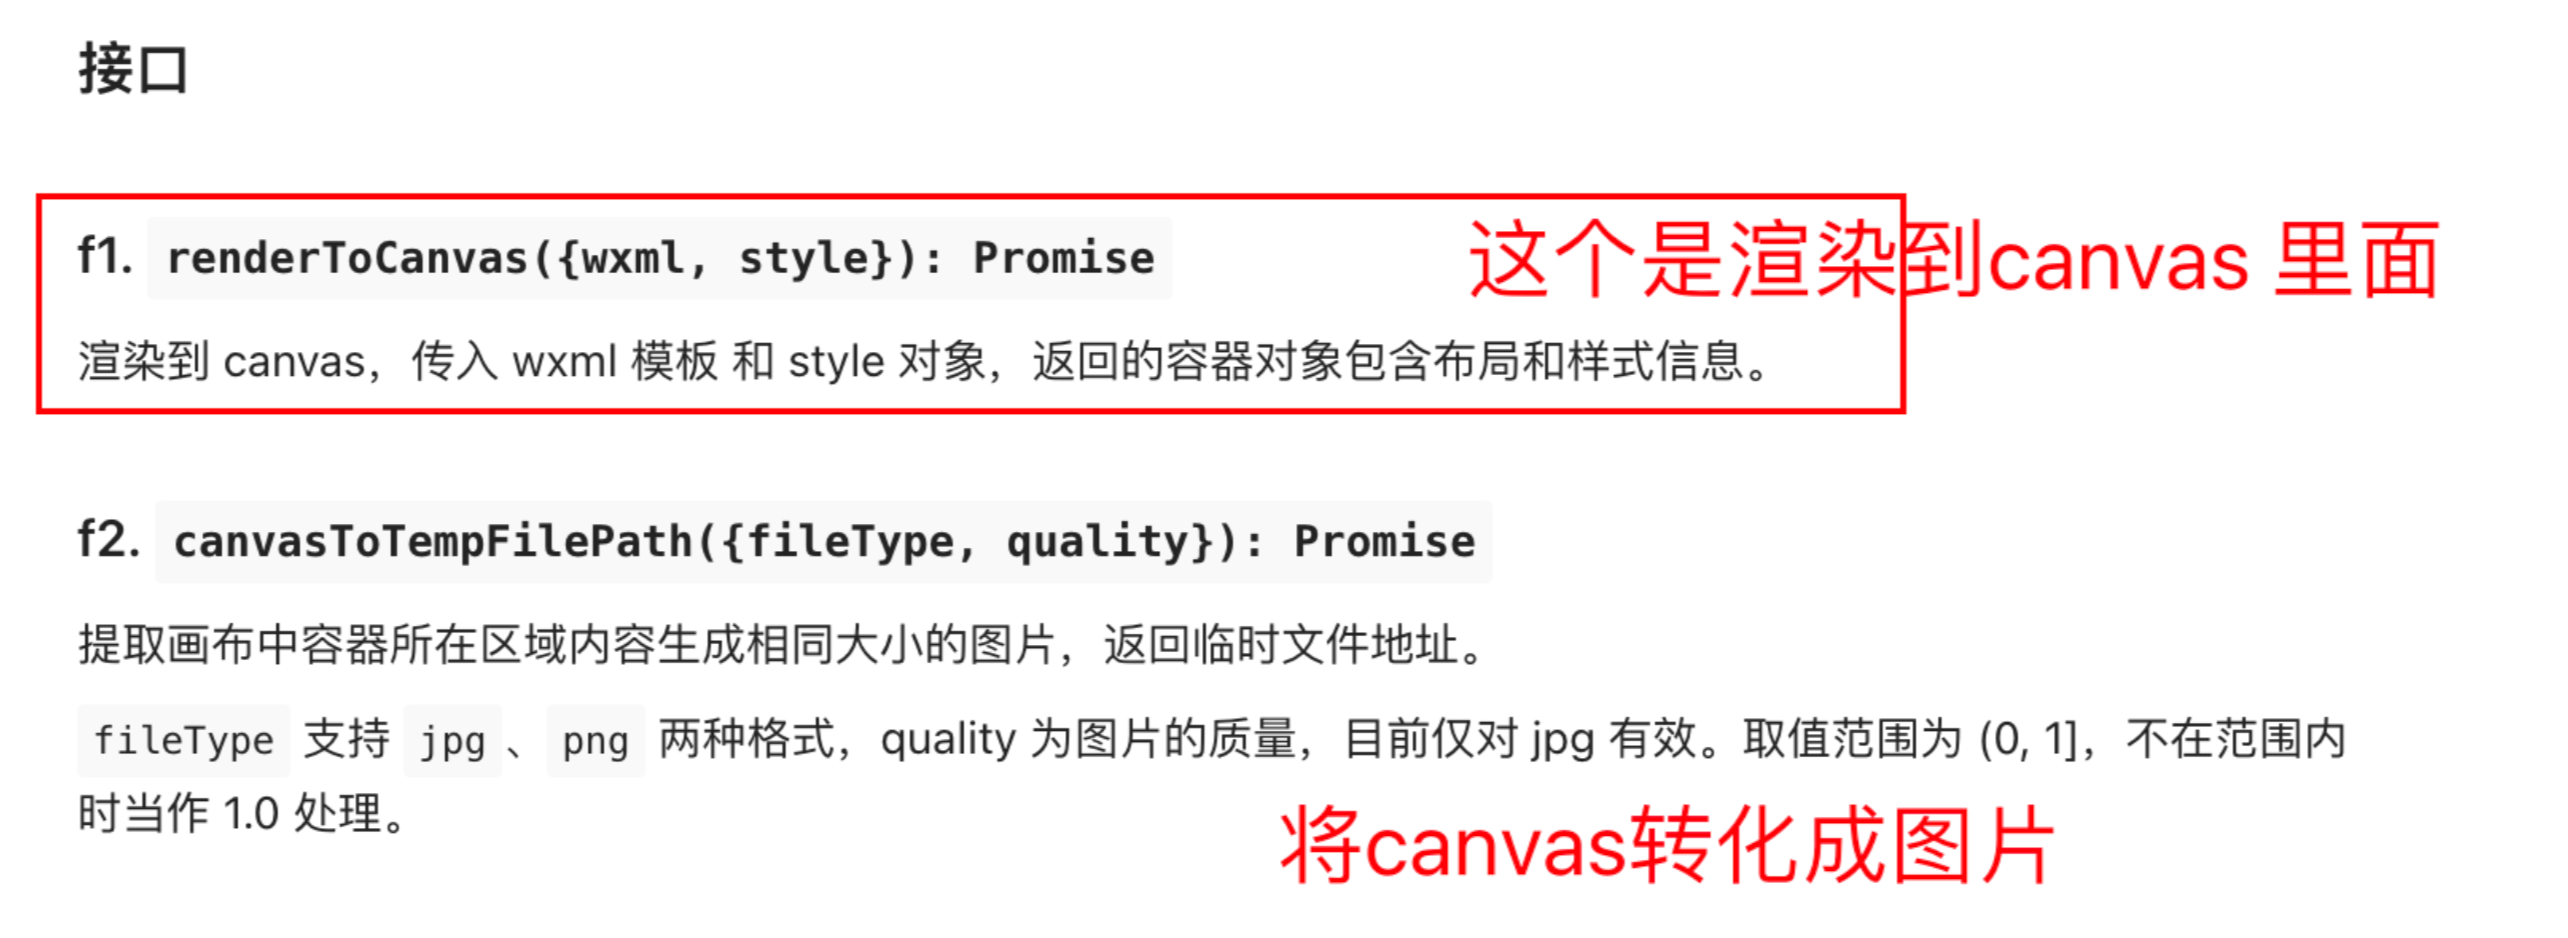 接口
f1. renderToCanvas({wxml, style}): Promise
这个是渲染到canvas 里面
渲染到 canvas，传入 wxml 模板 和 style 对象，返回的容器对象包含布局和样式信息。
f2. canvasToTempFilePath({fileType, quality}): Promise
提取画布中容器所在区域内容生成相同大小的图片，返回临时文件地址。
fileType 支持 jpg 、 png 两种格式，quality 为图片的质量，目前仅对 jpg 有效。取值范围为 (0, 1]，不在范围内
时当作 1.0 处理。
将canvas转化成图片